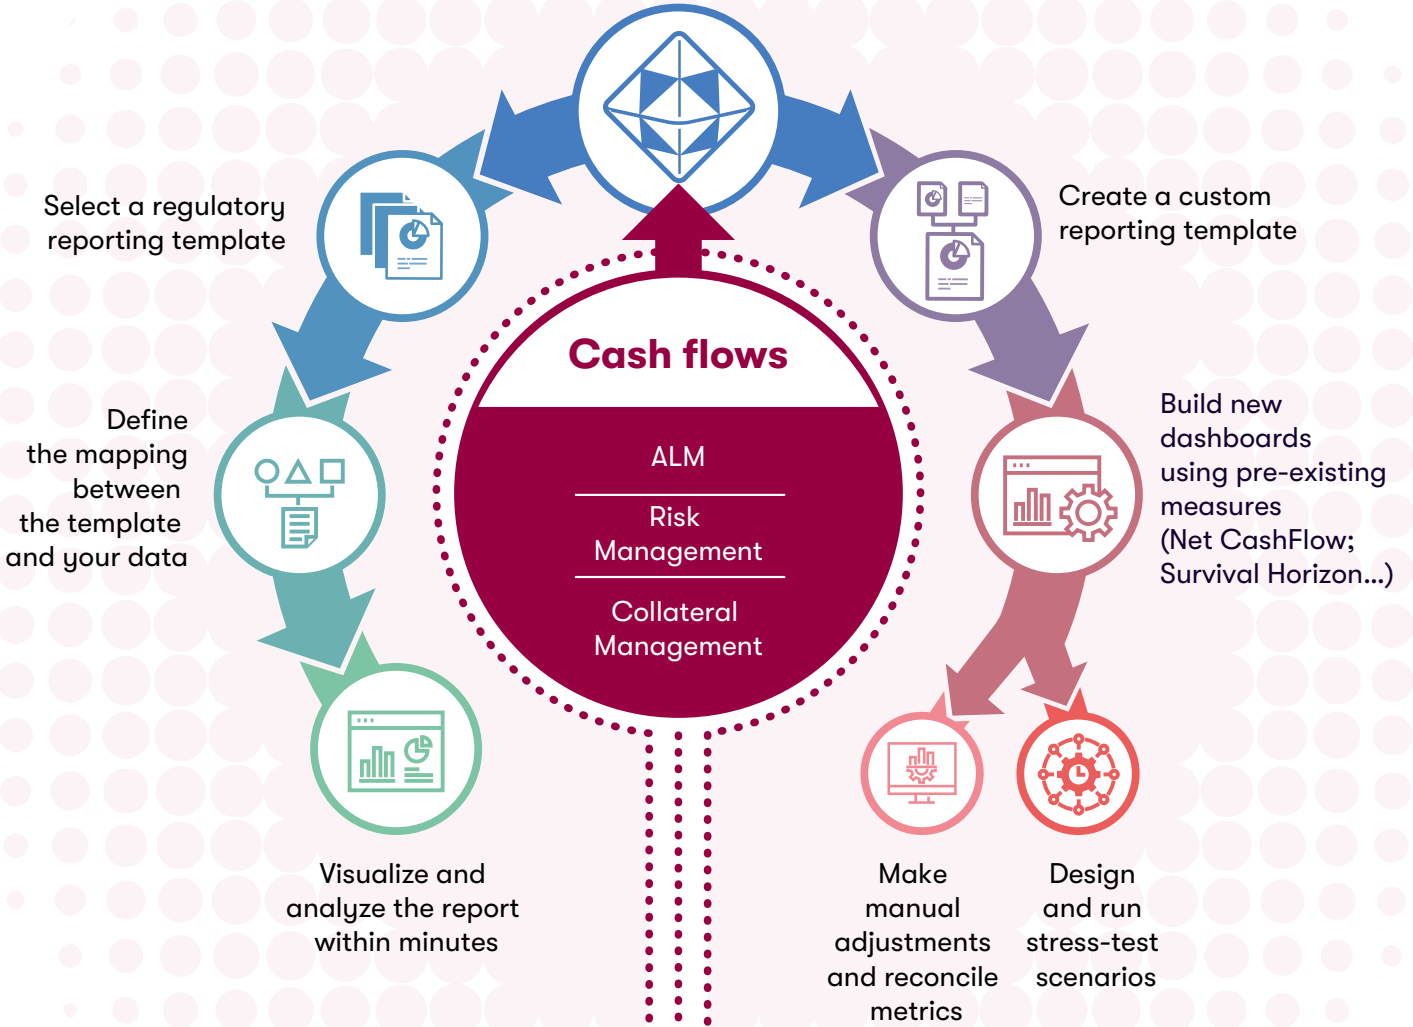 Select a regulatory
reporting template
Define
the mapping
between
the template
and your data
Visualize and
analyze the report
within minutes
Cash flows
ALM
Risk
Management
Collateral
Management
Create a custom
reporting template
Build new
dashboards
using pre-existing
measures
(Net CashFlow;
Survival Horizon...)
Make
manual
adjustments
and reconcile
metrics
Design
and run
stress-test
scenarios